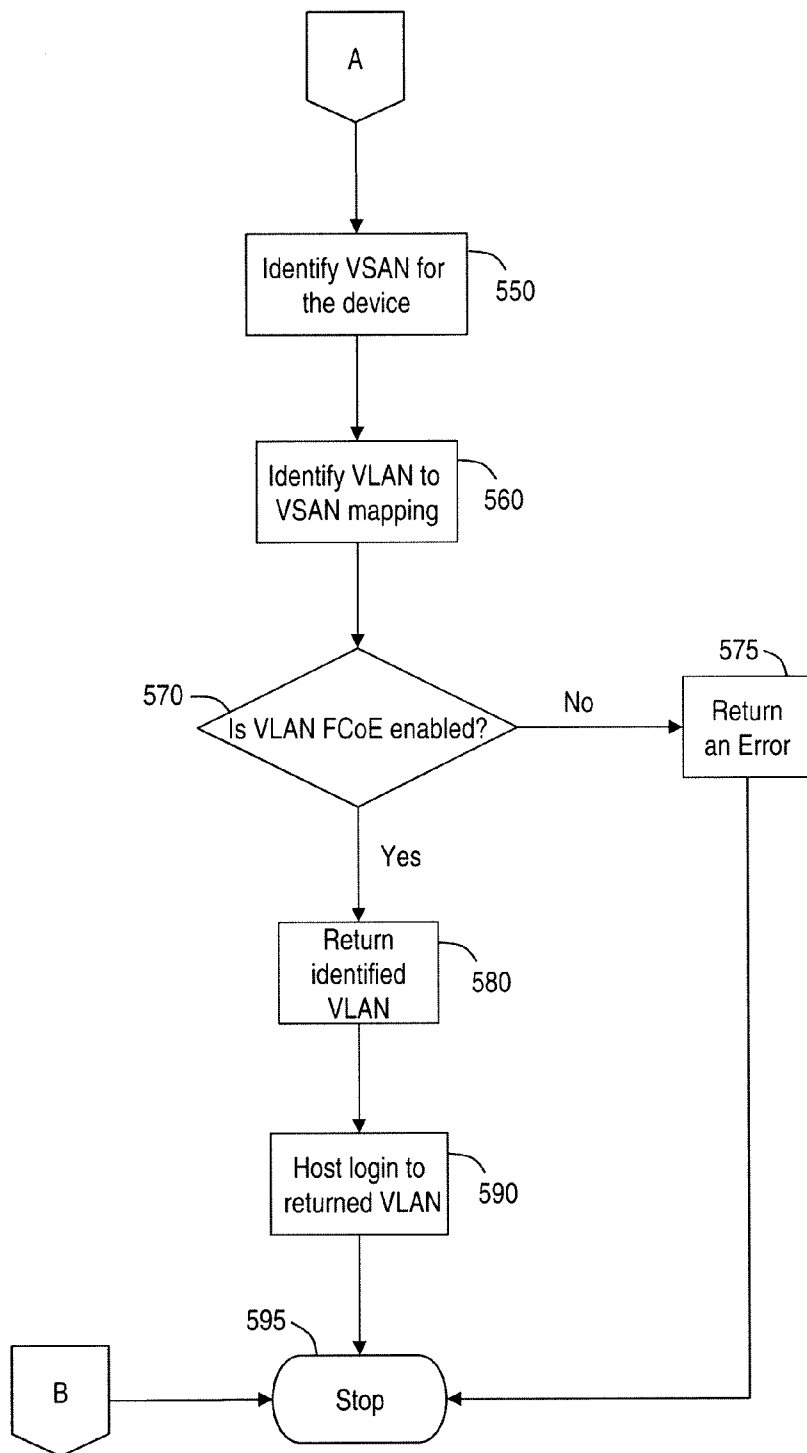 A
Identify VSAN for
the device
550
Identify VLAN to
VSAN mapping
560
570
Is VLAN FCoE enabled?
No
575
Return
an Error
Yes
Return
identified
VLAN
580
Host login to
returned VLAN
590
595
B
Stop